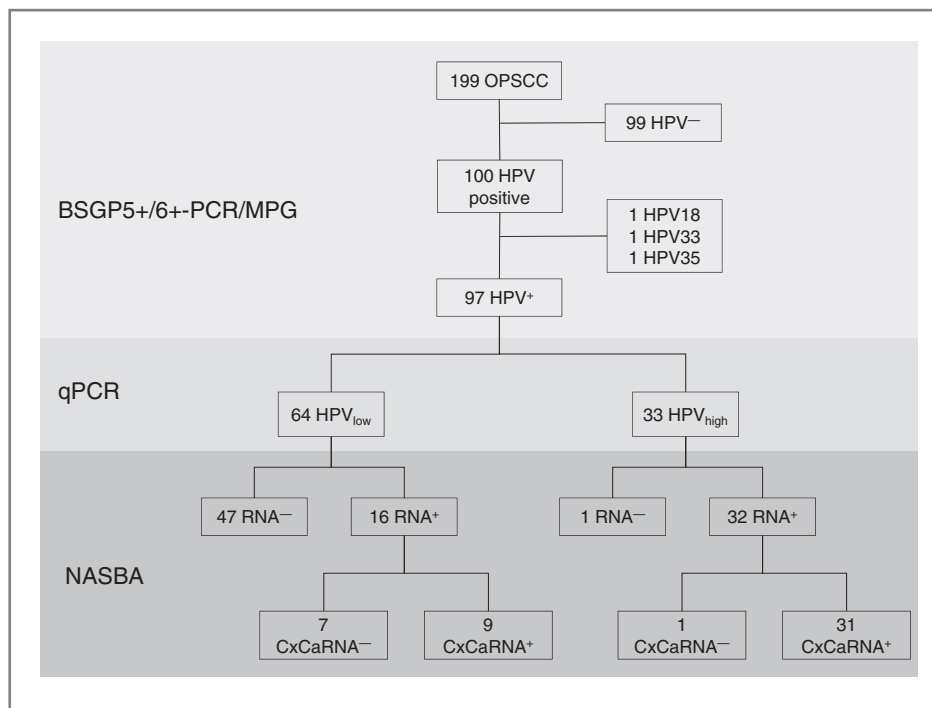 199 OPSCC
99 HPV—
100 HPV
positive
BSGP5+/6+-PCR/MPG
1 HPV18
1 HPV33
1 HPV35
97 HPV+
qPCR
64 HPVlow
33 HPVhigh
47 RNA—
16 RNA+
1 RNA—
32 RNA+
NASBA
7
CxCaRNA—
9
CxCaRNA+
1
CxCaRNA—
31
CxCaRNA+